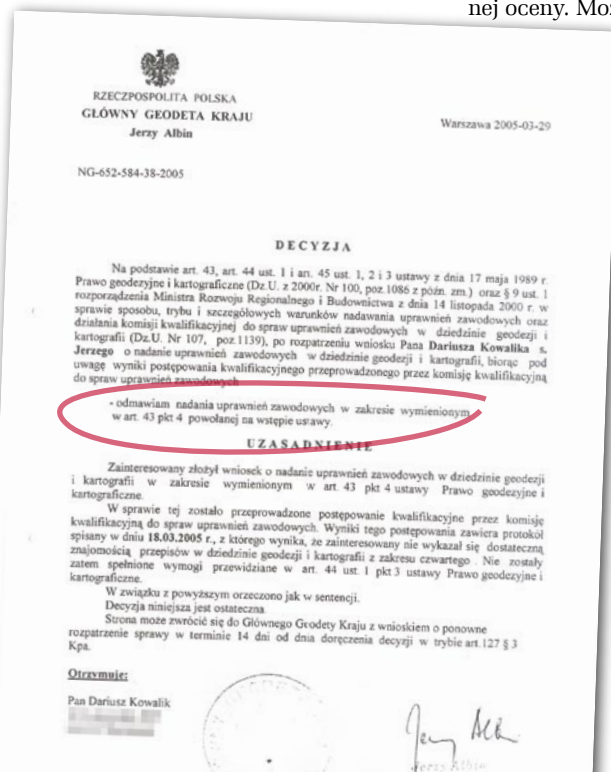 nej oceny. Moż
RZECZPOSPOLITA POLSKA
GŁÓWNY GEODETA KRAJU
Jerzy Albin
Warszawa 2005-03-29
NG-652-584-38-2005
DECYZJA
Na podstawie art. 43, art. 44 ust. 1 i an. 45 ust. 1, 2 i 3 ustawy z dnia 17 maja 1989 r.
Prawo geodezyjne i kartograficzne (Dz.U. z 2000r. Nr 100, poz.1086 z późn. zm.) oraz § 9 ust. 1
rozporządzenia Ministra Rozwoju Regionalnego i Budownictwa z dnia 14 listopada 2000 r. w
sprawie sposobu, trybu i szczegółowych warunków nadawania uprawnień zawodowych oraz
działania komisji kwalifikacyjnej do spraw uprawnień zawodowych w dziedzinie geodezji i
kartografii (Dz.U. Nr 107, poz.1139), po rozpatrzeniu wniosku Pana Dariusza Kowalika s.
Jerzego o nadanie uprawnień zawodowych w dziedzinie geodezji i kartografii, biorąc pod
uwagę wyniki postępowania kwalifikacyjnego przeprowadzonego przez komisję kwalifikacyjną
do spraw uprawnień zawodowych
- odmawiam nadania uprawnień zawodowych w zakresie wymienionym
w art. 43 pkt 4 powołanej na wstępie ustawy.
UZASADNIENIE
Zainteresowany złożył wniosek o nadanie uprawnień zawodowych w dziedzinie geodezji
i kartografii w zakresie wymienionym w art. 43 pkt 4 ustawy Prawo geodezyjne i
kartograficzne.
W sprawie tej zostało przeprowadzone postępowanie kwalifikacyjne przez komisję
kwalifikacyjną do spraw uprawnień zawodowych. Wyniki tego postępowania zawiera protokół
spisany w dniu 18.03.2005 r., z którego wynika, że zainteresowany nie wykazał się dostateczną
znajomością przepisów w dziedzinie geodezji i kartografii z zakresu czwartego . Nie zostały
zatem spełnione wymogi przewidziane w art. 44 ust. 1 pkt 3 ustawy Prawo geodezyjne i
kartograficzne.
W związku z powyższym orzeczono jak w sentencji.
Decyzja niniejsza jest ostateczna.
Strona może zwrócić się do Głównego Geodety Kraju z wnioskiem o ponowne
rozpatrzenie sprawy w terminie 14 dni od dnia doręczenia decyzji w trybie art.127 § 3
Kpa.
Otrzymuje:
Pan Dariusz Kowalik
Jerzy Albin
Jerzy Albin